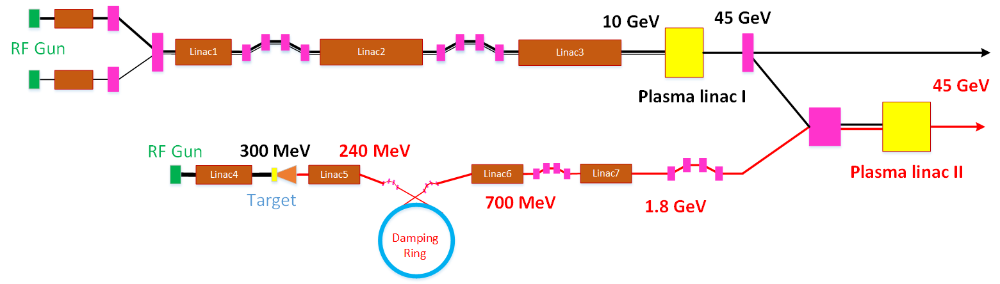 10 GeV
45 GeV
RF Gun
Linac1
Linac2
Linac3
Plasma linac I
45 GeV
RF Gun
300 MeV
240 MeV
Linac4
Linac5
Linac6
Linac7
Plasma linac II
Target
700 MeV
1.8 GeV
Damping
Ring